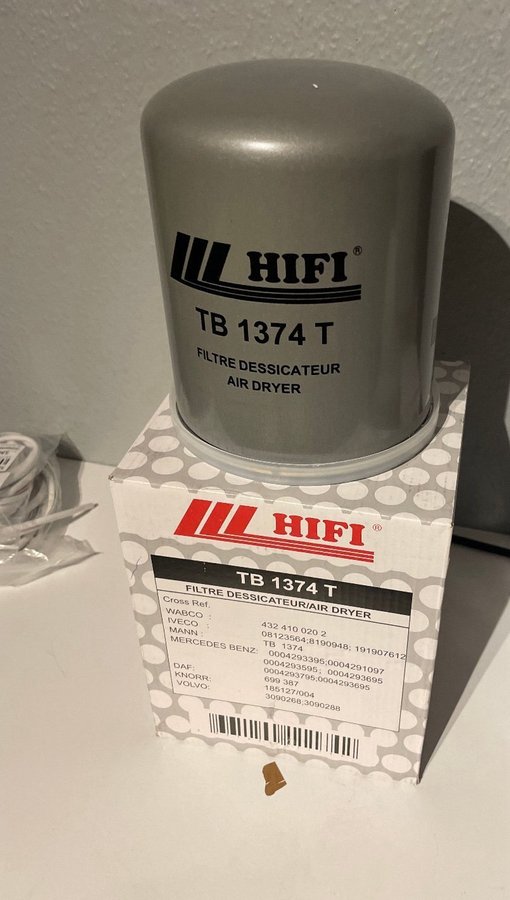 HIFI®
TB 1374 T
FILTRE DESSICATEUR
AIR DRYER
HIFI®
TB 1374 T
FILTRE DESSICATEUR/AIR DRYER
Cross Ref.
WABCO : 432 410 020 2
IVECO : 08123564;8190948; 191907612
MANN : TB 1374
MERCEDES BENZ: 0004293395;0004291097
0004293595; 0004293695
0004293795;0004293695
DAF: 699 387
KNORR: 185127/004
VOLVO: 3090268;3090288